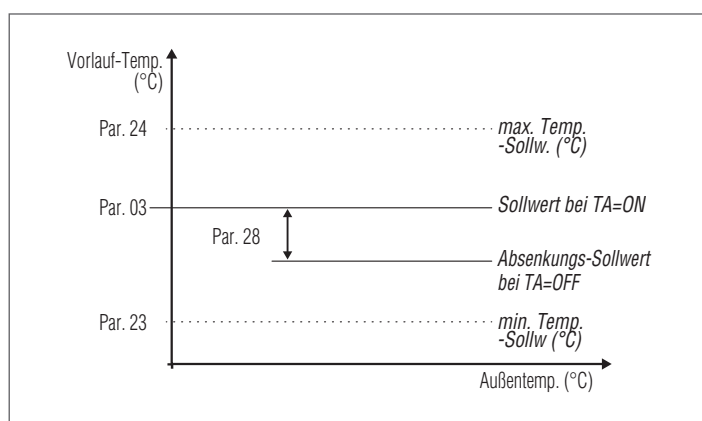 Vorlauf-Temp.
(°C)
Par. 24
max. Temp.
-Sollw. (°C)
Par. 03
Sollwert bei TA=ON
Par. 28
Absenkungs-Sollwert
bei TA=OFF
Par. 23
min. Temp.
-Sollw (°C)
Außentemp. (°C)